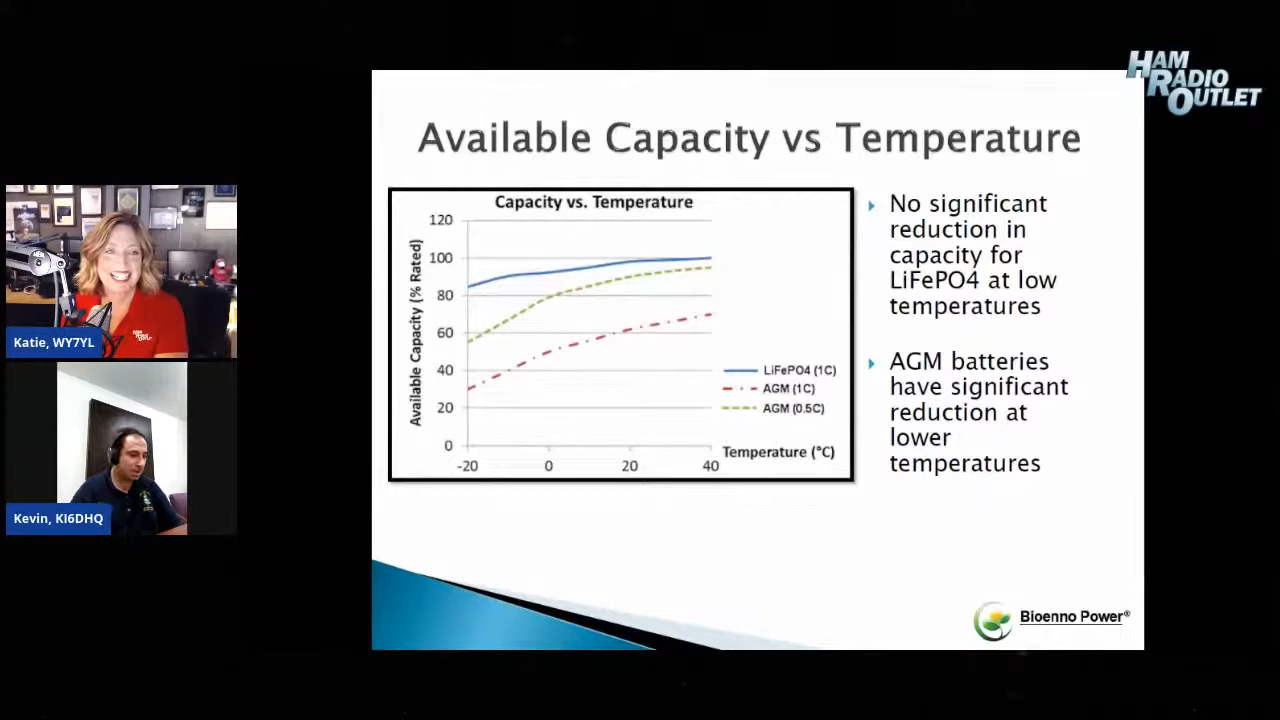 HAM
RADIO
OUTLET
Available Capacity vs Temperature
Capacity vs. Temperature
Available Capacity (% Rated)
120
100
80
60
40
20
0
-20
0
20
40
Temperature (°C)
LiFePO4 (1C)
AGM (1C)
AGM (0.5C)
No significant
reduction in
capacity for
LiFePO4 at low
temperatures
AGM batteries
have significant
reduction at
lower
temperatures
Katie, WY7YL
Kevin, KI6DHQ
Bioenno Power®